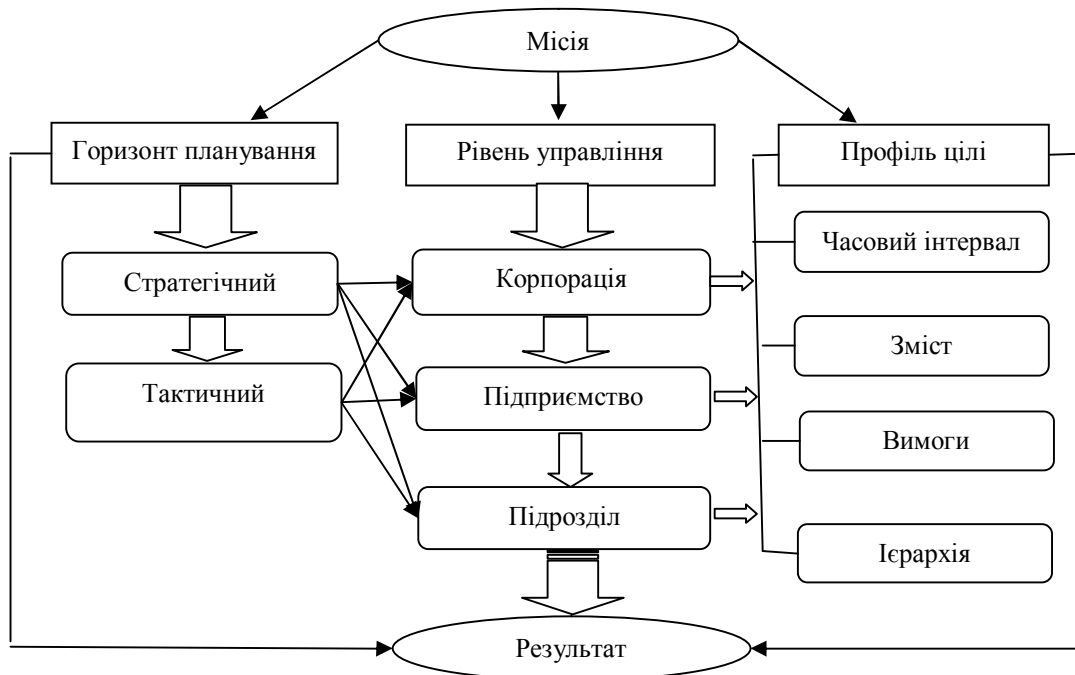 Місія
Горизонт планування
Рівень управління
Профіль цілі
Часовий інтервал
Стратегічний
Корпорація
Зміст
Тактичний
Підприємство
Вимоги
Підрозділ
Ієрархія
Результат